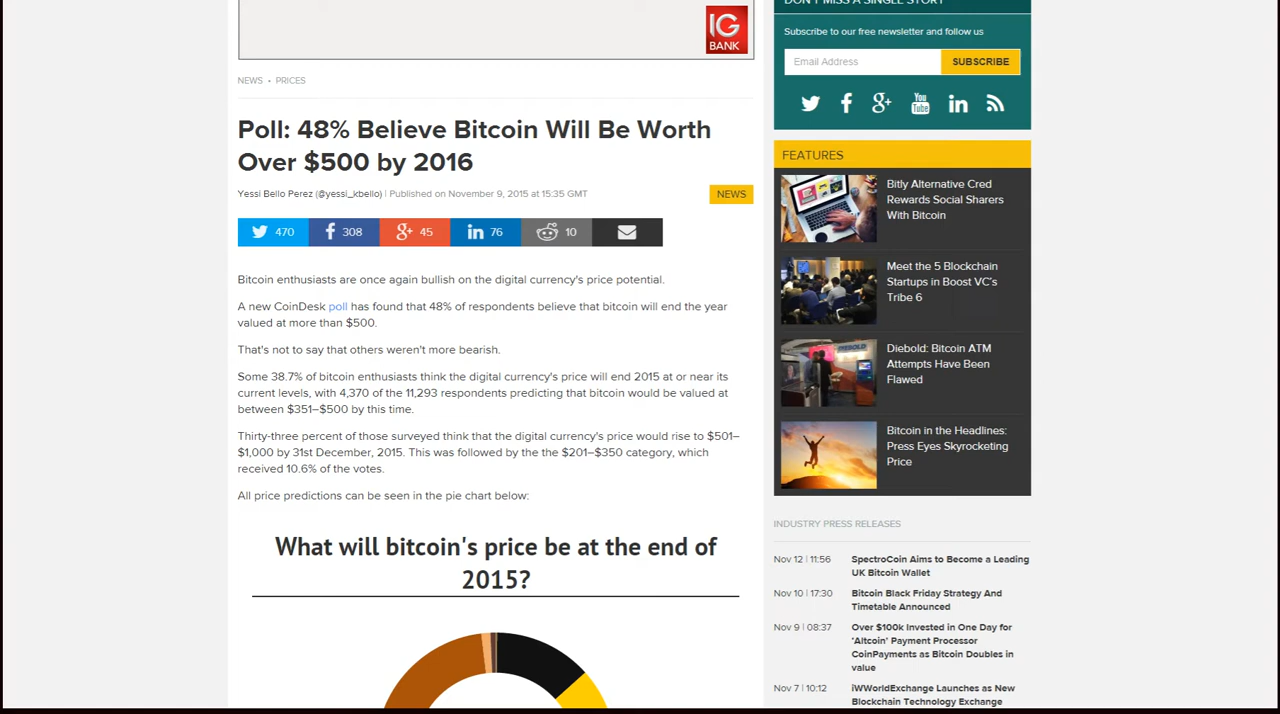 IG
BANK
NEWS • PRICES
Poll: 48% Believe Bitcoin Will Be Worth
Over $500 by 2016
Yessi Bello Perez (@yessi_kbello) | Published on November 9, 2015 at 15:35 GMT
NEWS
470
308
45
76
10
Bitcoin enthusiasts are once again bullish on the digital currency's price potential.
A new CoinDesk poll has found that 48% of respondents believe that bitcoin will end the year
valued at more than $500.
That's not to say that others weren't more bearish.
Some 38.7% of bitcoin enthusiasts think the digital currency's price will end 2015 at or near its
current levels, with 4,370 of the 11,293 respondents predicting that bitcoin would be valued at
between $351–$500 by this time.
Thirty-three percent of those surveyed think that the digital currency's price would rise to $501–
$1,000 by 31st December, 2015. This was followed by the the $201–$350 category, which
received 10.6% of the votes.
All price predictions can be seen in the pie chart below:
What will bitcoin's price be at the end of
2015?
DON'T MISS A SINGLE STORY
Subscribe to our free newsletter and follow us
Email Address
SUBSCRIBE
You
Tube
FEATURES
Bitly Alternative Cred
Rewards Social Sharers
With Bitcoin
Meet the 5 Blockchain
Startups in Boost VC's
Tribe 6
DIEBOLD
Diebold: Bitcoin ATM
Attempts Have Been
Flawed
Bitcoin in the Headlines:
Press Eyes Skyrocketing
Price
INDUSTRY PRESS RELEASES
Nov 12 | 11:56
SpectroCoin Aims to Become a Leading
UK Bitcoin Wallet
Nov 10 | 17:30
Bitcoin Black Friday Strategy And
Timetable Announced
Nov 9 | 08:37
Over $100k Invested in One Day for
'Altcoin' Payment Processor
CoinPayments as Bitcoin Doubles in
value
Nov 7 | 10:12
iWWorldExchange Launches as New
Blockchain Technology Exchange